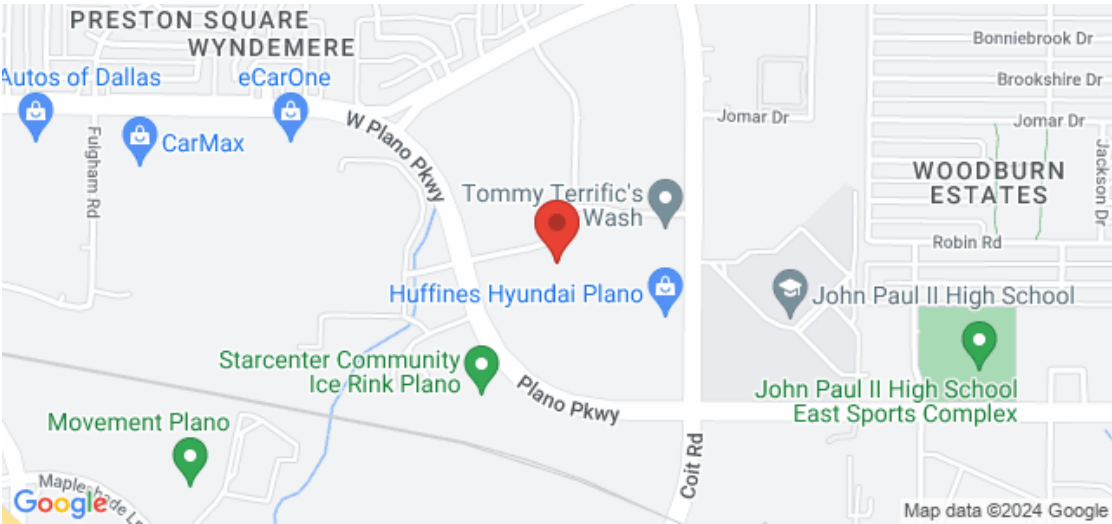 PRESTON SQUARE
WYNDEMERE
Bonniebrook Dr
Autos of Dallas
eCarOne
Brookshire Dr
Fulgham Rd
CarMax
W Plano Pkwy
Jomar Dr
Jomar Dr
Jackson Dr
WOODBURN
ESTATES
Tommy Terrific's
Wash
Robin Rd
Huffines Hyundai Plano
John Paul II High School
Starcenter Community
Ice Rink Plano
Plano Pkwy
John Paul II High School
East Sports Complex
Movement Plano
Coit Rd
Mapleshade Ln
Google
Map data ©2024 Google